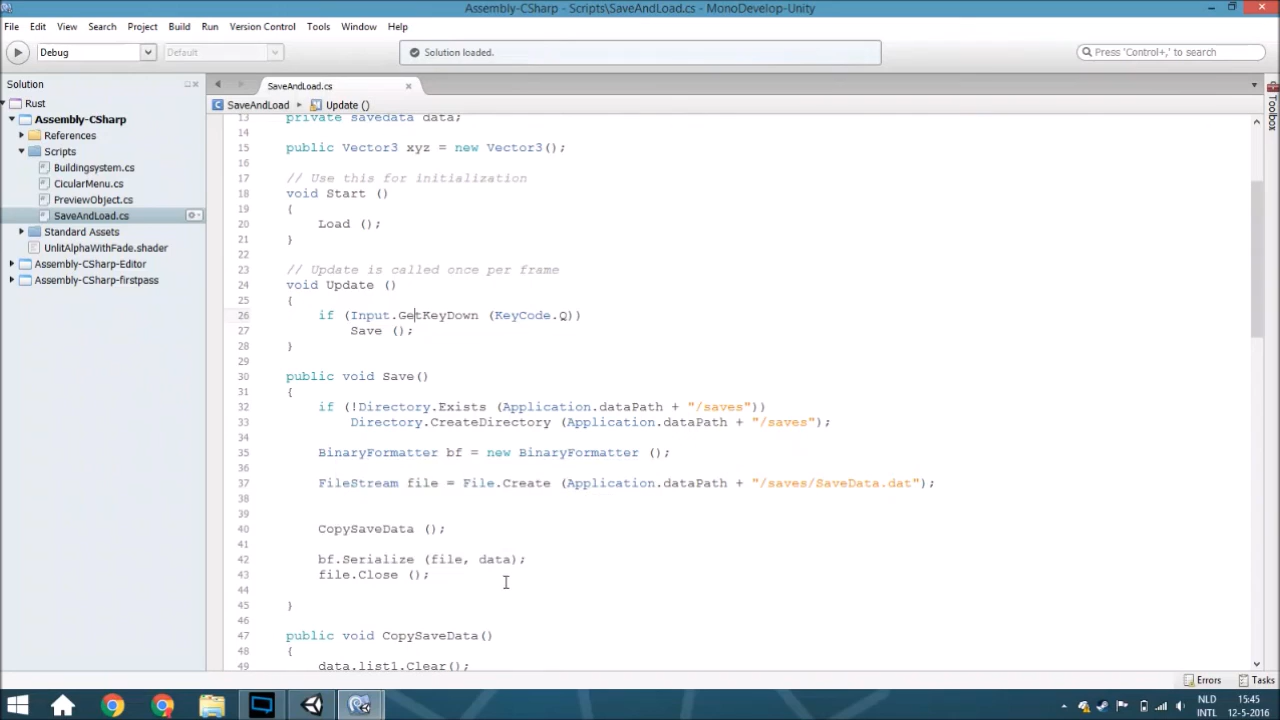 Assembly-CSharp - Scripts\SaveAndLoad.cs - MonoDevelop-Unity
File Edit View Search Project Build Run Version Control Tools Window Help
Debug Default Solution loaded. Press 'Control+,' to search
Solution SaveAndLoad.cs
Rust
Assembly-CSharp
References
Scripts
Buildingsystem.cs
CicularMenu.cs
PreviewObject.cs
SaveAndLoad.cs
Standard Assets
UnlitAlphaWithFade.shader
Assembly-CSharp-Editor
Assembly-CSharp-firstpass
SaveAndLoad Update ()
Toolbox
13 private savedata data;
14
15 public Vector3 xyz = new Vector3();
16
17 // Use this for initialization
18 void Start ()
19 {
20 Load ();
21 }
22
23 // Update is called once per frame
24 void Update ()
25 {
26 if (Input.GetKeyDown (KeyCode.Q))
27 Save ();
28 }
29
30 public void Save()
31 {
32 if (!Directory.Exists (Application.dataPath + "/saves"))
33 Directory.CreateDirectory (Application.dataPath + "/saves");
34
35 BinaryFormatter bf = new BinaryFormatter ();
36
37 FileStream file = File.Create (Application.dataPath + "/saves/SaveData.dat");
38
39
40 CopySaveData ();
41
42 bf.Serialize (file, data);
43 file.Close ();
44
45 }
46
47 public void CopySaveData()
48 {
49 data.list1.Clear();
Errors Tasks
NLD 15:45
INTL 12-5-2016